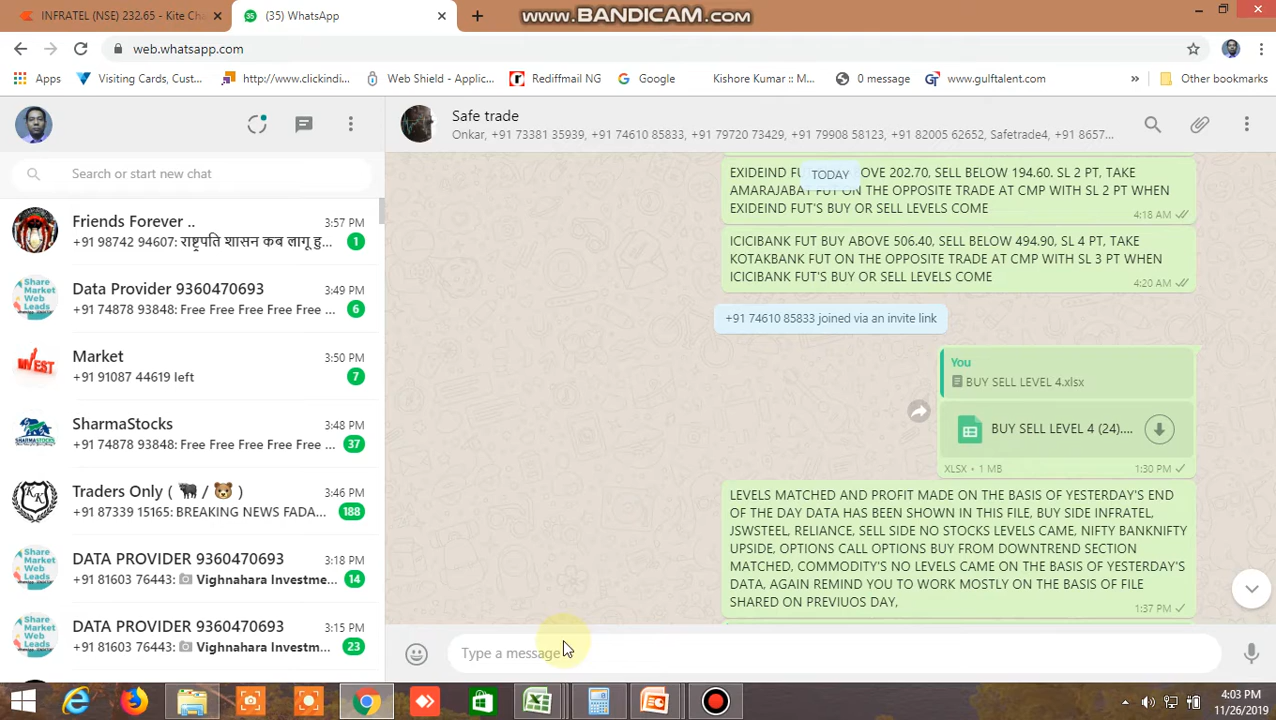 www.BANDICAM.com
INFRATEL (NSE) 232.65 - Kite Cha
(35) WhatsApp
web.whatsapp.com
Apps
Visiting Cards, Cust...
http://www.clickindi...
Web Shield - Applic...
Rediffmail NG
Google
Kishore Kumar :: M...
0 message
www.gulftalent.com
»
Other bookmarks
Search or start new chat
Friends Forever ..
3:57 PM
+91 98742 94607: राष्ट्रपति शासन कब लागू हु...
1
Data Provider 9360470693
3:49 PM
+91 74878 93848: Free Free Free Free Free ...
6
Market
3:50 PM
+91 91087 44619 left
7
SharmaStocks
3:48 PM
+91 74878 93848: Free Free Free Free Free ...
37
Traders Only ( 🐃 / 🐻 )
3:46 PM
+91 87339 15165: BREAKING NEWS FADA...
188
DATA PROVIDER 9360470693
3:18 PM
+91 81603 76443: Vighnahara Investme...
14
DATA PROVIDER 9360470693
3:15 PM
+91 81603 76443: Vighnahara Investm...
23
Safe trade
Onkar, +91 73381 35939, +91 74610 85833, +91 79720 73429, +91 79908 58123, +91 82005 62652, Safetrade4, +91 8657...
TODAY
EXIDEIND FU OVE 202.70, SELL BELOW 194.60. SL 2 PT, TAKE
AMARAJABAT FUT ON THE OPPOSITE TRADE AT CMP WITH SL 2 PT WHEN
EXIDEIND FUT'S BUY OR SELL LEVELS COME
4:18 AM
ICICIBANK FUT BUY ABOVE 506.40, SELL BELOW 494.90, SL 4 PT, TAKE
KOTAKBANK FUT ON THE OPPOSITE TRADE AT CMP WITH SL 3 PT WHEN
ICICIBANK FUT'S BUY OR SELL LEVELS COME
4:20 AM
+91 74610 85833 joined via an invite link
You
BUY SELL LEVEL 4.xlsx
BUY SELL LEVEL 4 (24)....
XLSX • 1 MB
1:30 PM
LEVELS MATCHED AND PROFIT MADE ON THE BASIS OF YESTERDAY'S END
OF THE DAY DATA HAS BEEN SHOWN IN THIS FILE, BUY SIDE INFRATEL,
JSWSTEEL, RELIANCE, SELL SIDE NO STOCKS LEVELS CAME, NIFTY BANKNIFTY
UPSIDE, OPTIONS CALL OPTIONS BUY FROM DOWNTREND SECTION
MATCHED, COMMODITY'S NO LEVELS CAME ON THE BASIS OF YESTERDAY'S
DATA. AGAIN REMIND YOU TO WORK MOSTLY ON THE BASIS OF FILE
SHARED ON PREVIUOS DAY,
1:37 PM
Type a message
4:03 PM
11/26/2019